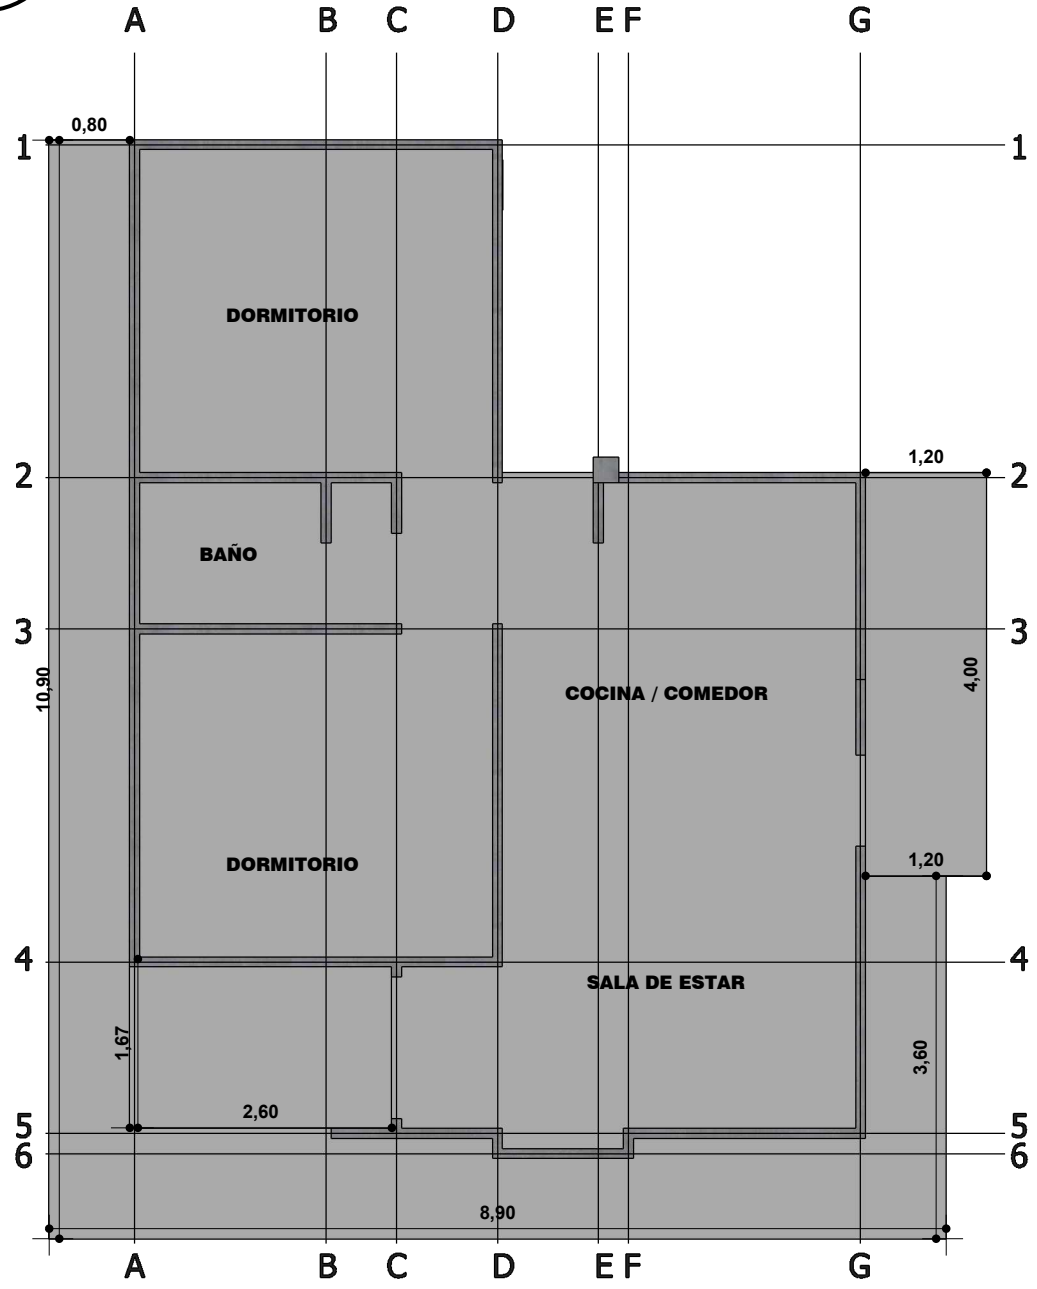 A B C D E F G
0,80
1 1
DORMITORIO
1,20
2 2
BAÑO
3 3
4,00
10,90
COCINA / COMEDOR
1,20
DORMITORIO
4 4
SALA DE ESTAR
1,67
3,60
2,60
5 5
6 6
8,90
A B C D E F G